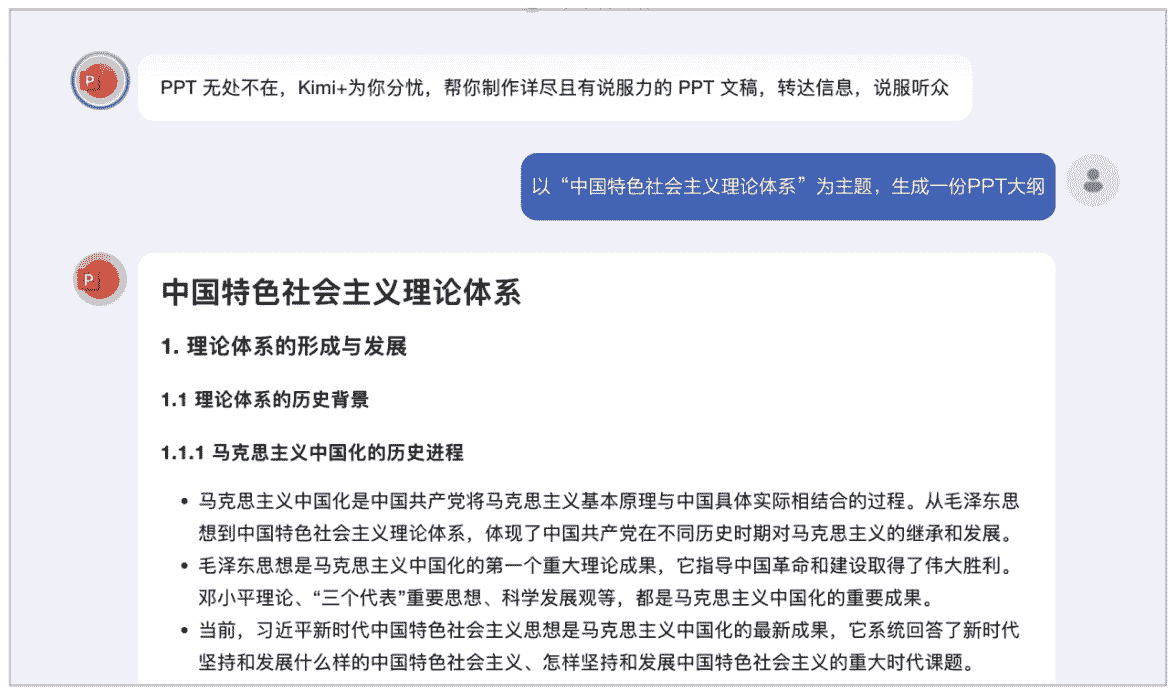 PPT 无处不在，Kimi+为你分忧，帮你制作详尽且有说服力的 PPT 文稿，转达信息，说服听众
以“中国特色社会主义理论体系”为主题，生成一份PPT大纲
中国特色社会主义理论体系
1. 理论体系的形成与发展
1.1 理论体系的历史背景
1.1.1 马克思主义中国化的历史进程
• 马克思主义中国化是中国共产党将马克思主义基本原理与中国具体实际相结合的过程。从毛泽东思
想到中国特色社会主义理论体系，体现了中国共产党在不同历史时期对马克思主义的继承和发展。
• 毛泽东思想是马克思主义中国化的第一个重大理论成果，它指导中国革命和建设取得了伟大胜利。
邓小平理论、“三个代表”重要思想、科学发展观等，都是马克思主义中国化的重要成果。
• 当前，习近平新时代中国特色社会主义思想是马克思主义中国化的最新成果，它系统回答了新时代
坚持和发展什么样的中国特色社会主义、怎样坚持和发展中国特色社会主义的重大时代课题。